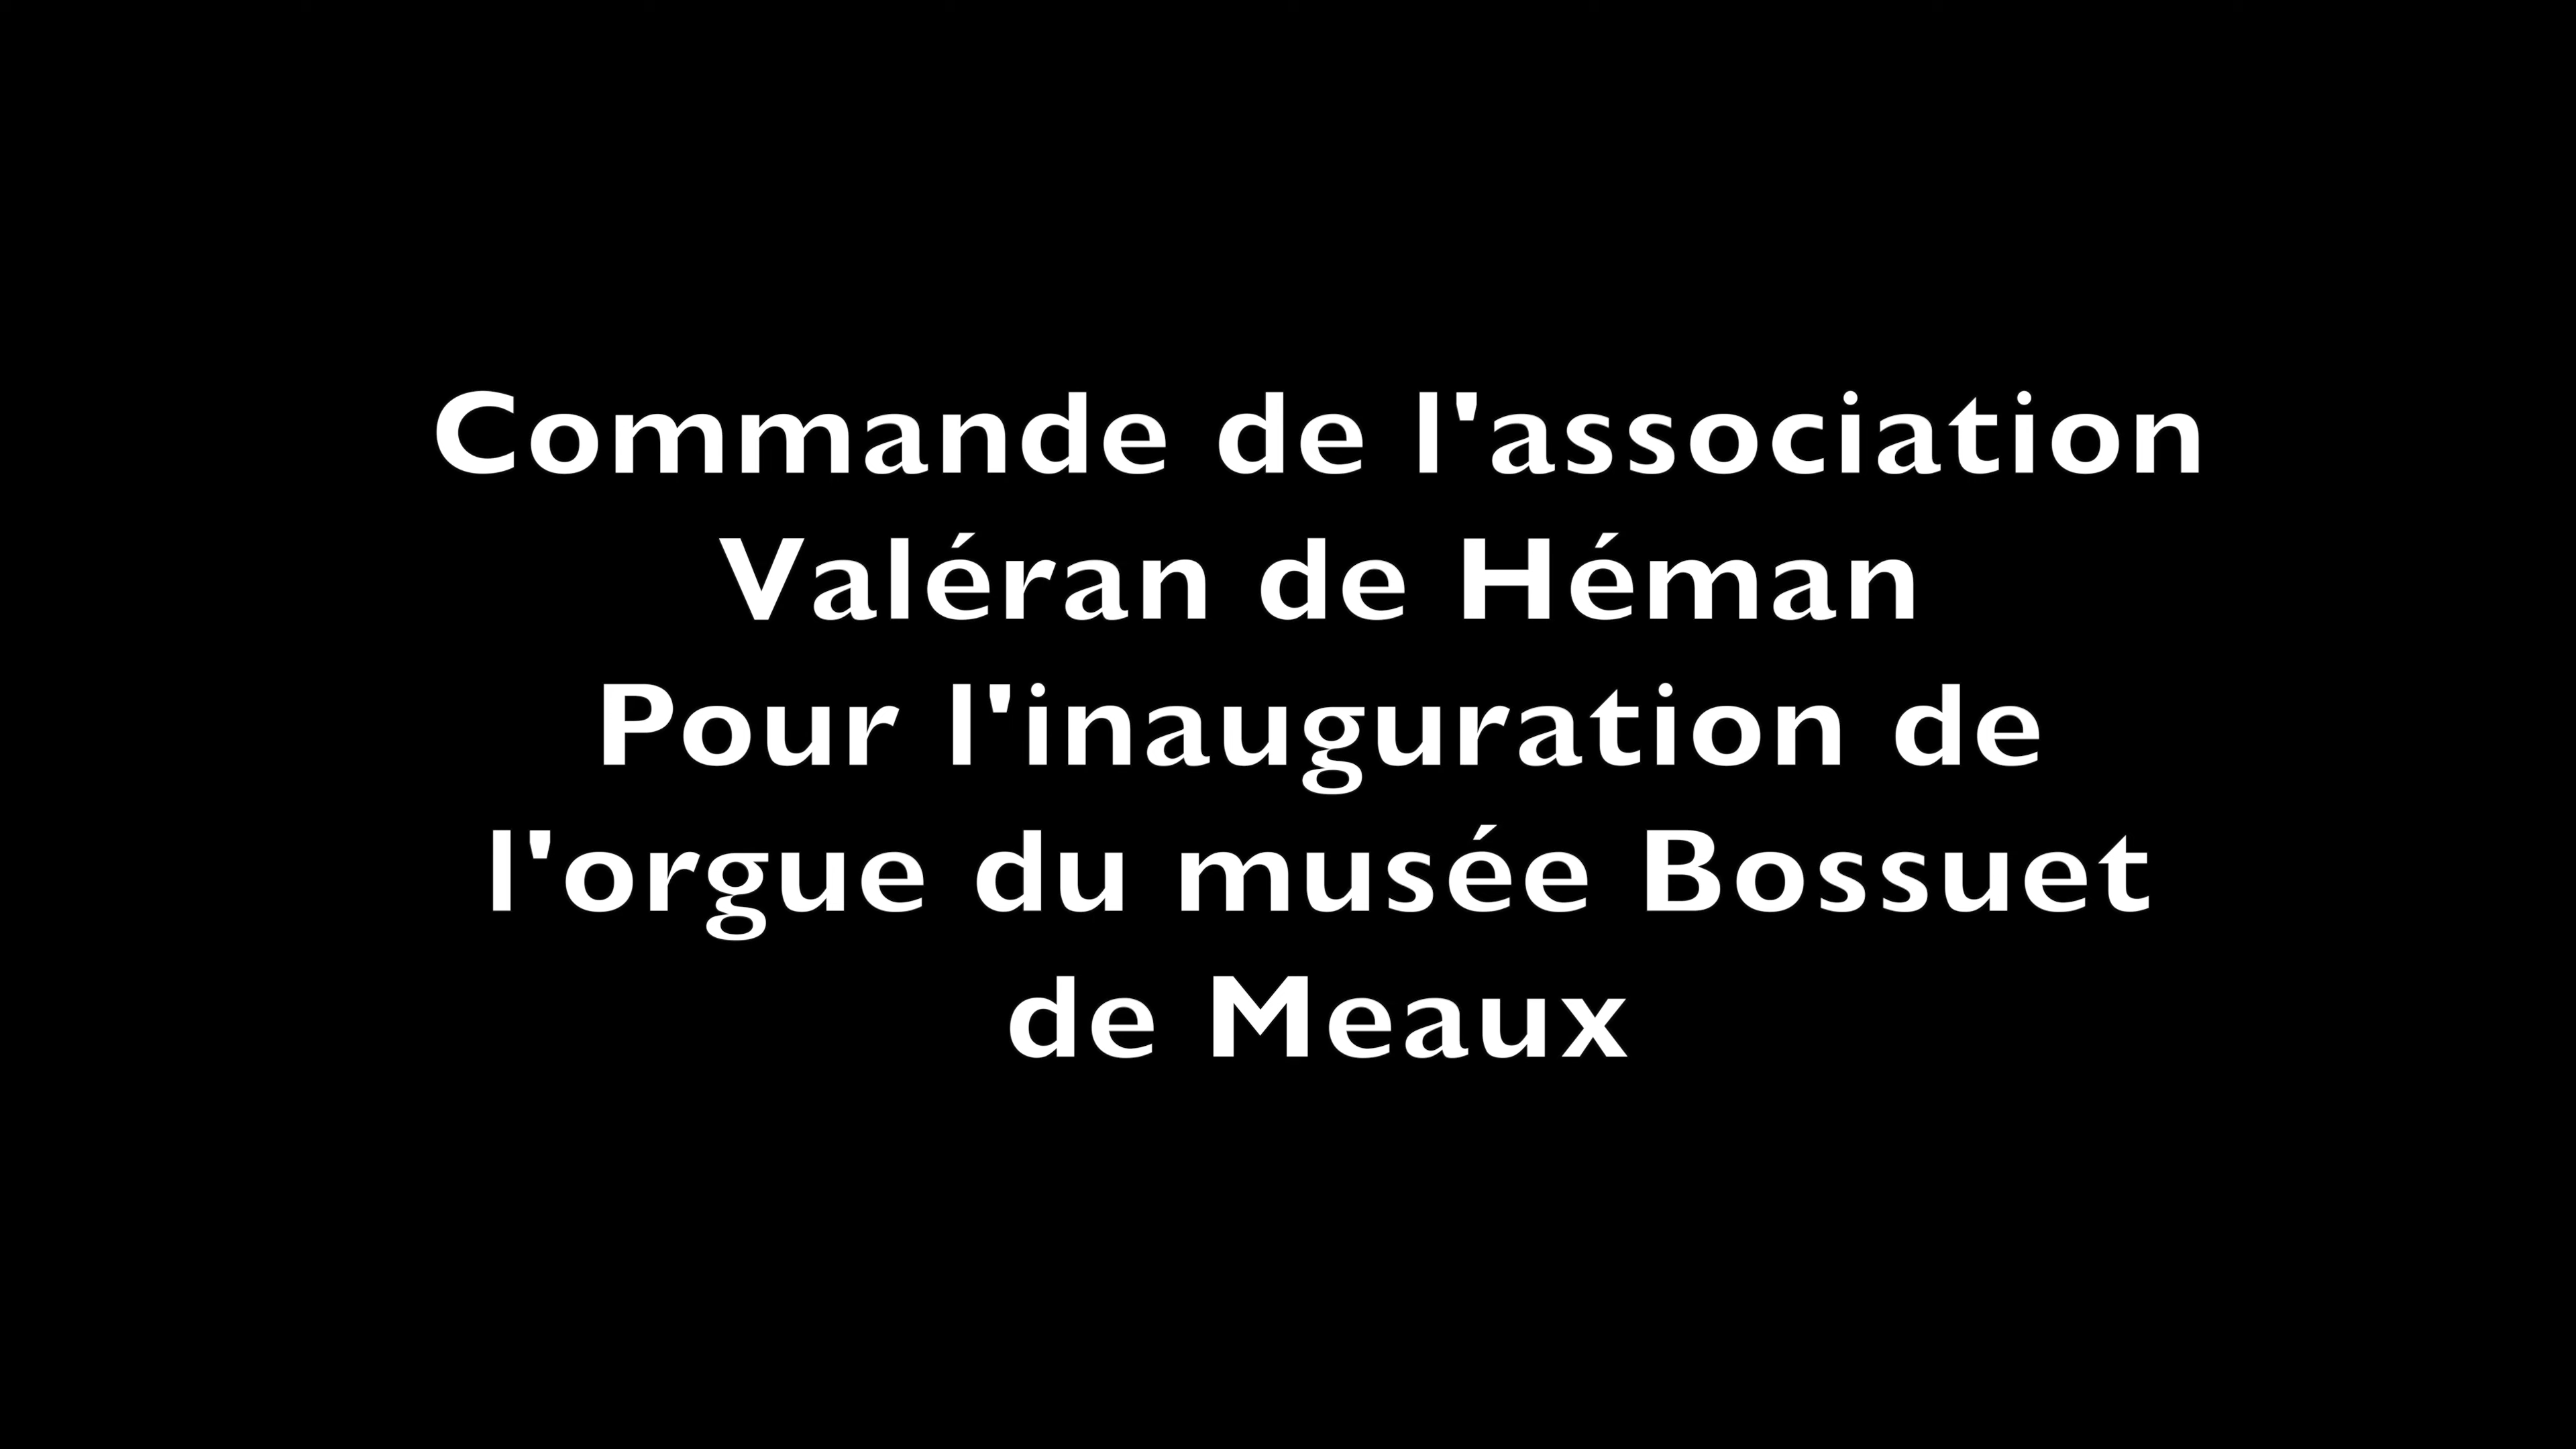 Commande de l'association
Valéran de Héman
Pour l'inauguration de
l'orgue du musée Bossuet
de Meaux